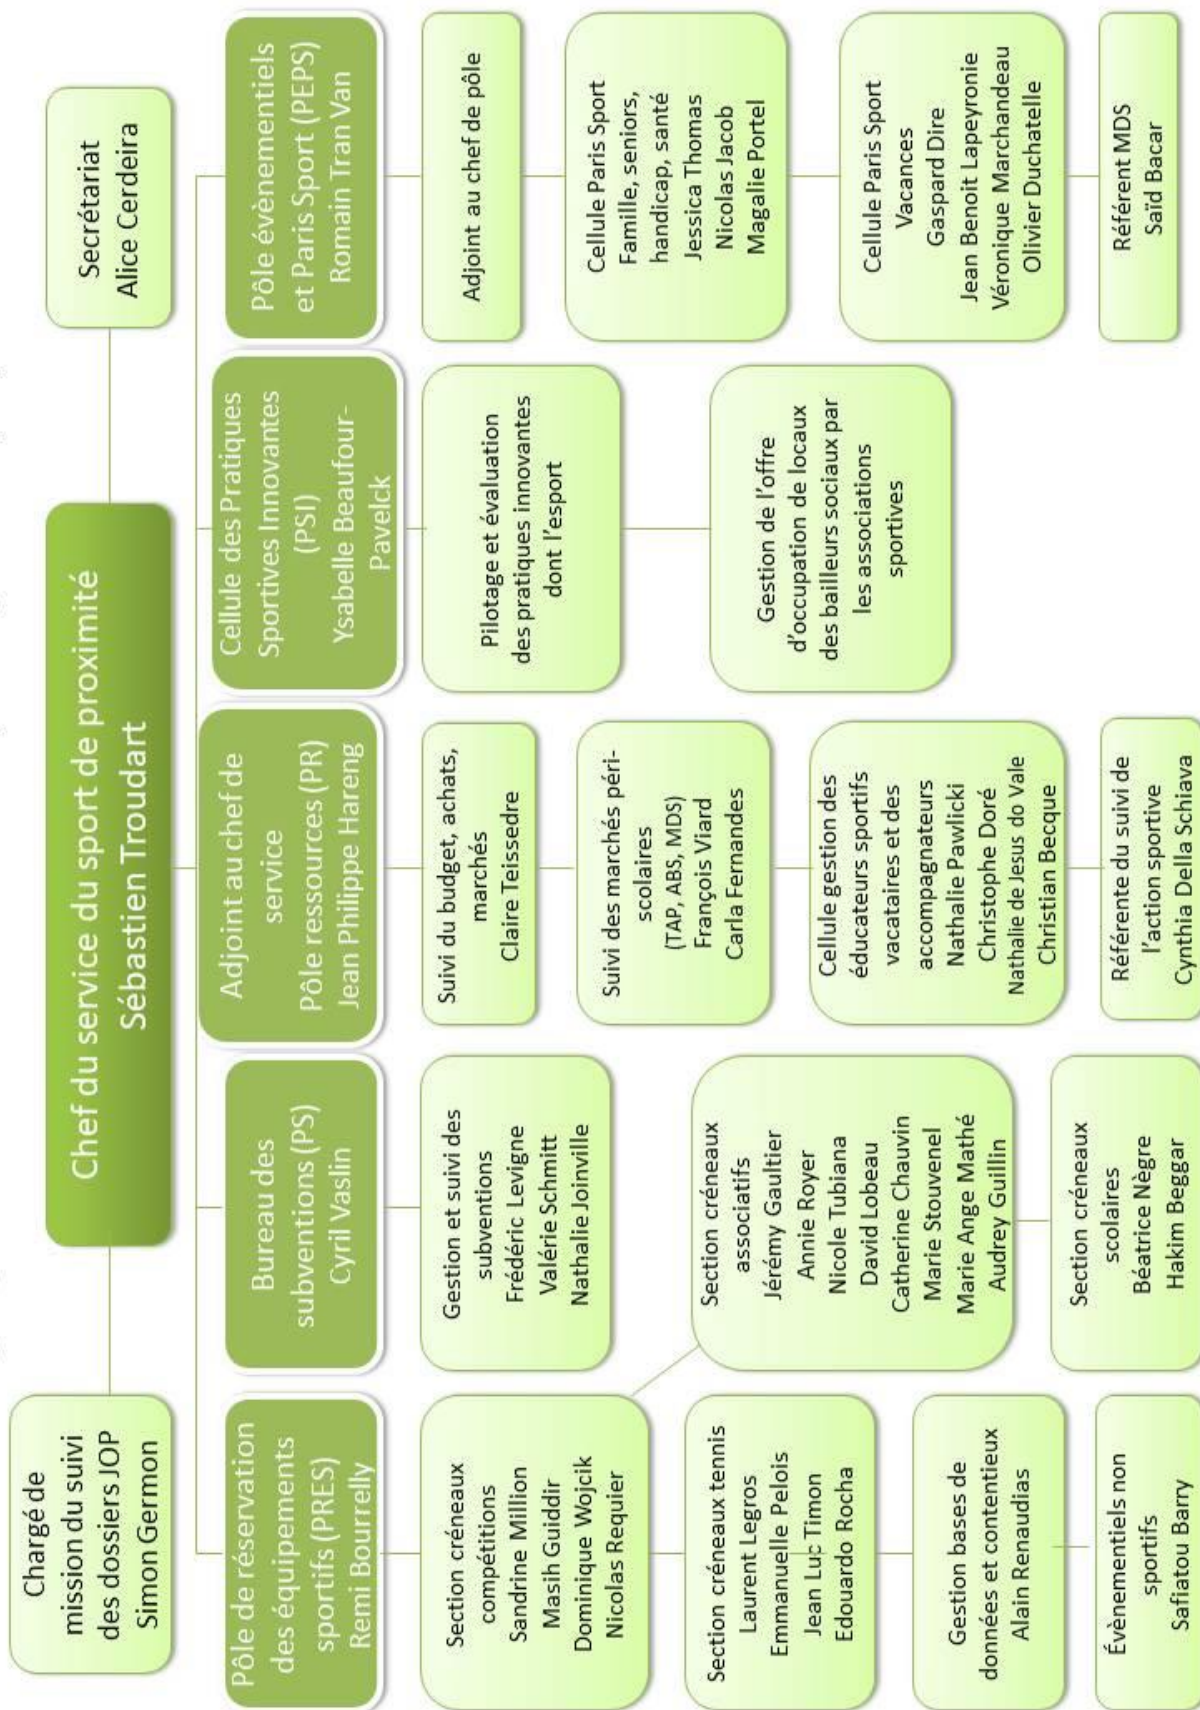 Chargé de
mission du suivi
des dossiers JOP
Simon Germon
Chef du service du sport de proximité
Sébastien Troudart
Secrétariat
Alice Cerdeira
Pôle de réservation
des équipements
sportifs (PRES)
Remi Bourrelly
Section créneaux
compétitions
Sandrine Million
Masih Guiddir
Dominique Wojcik
Nicolas Requier
Section créneaux tennis
Laurent Legros
Emmanuelle Pelois
Jean Luc Timon
Edouardo Rocha
Gestion bases de
données et contentieux
Alain Renaudias
Évènementiels non
sportifs
Safiatou Barry
Bureau des
subventions (PS)
Cyril Vaslin
Gestion et suivi des
subventions
Frédéric Levigne
Valérie Schmitt
Nathalie Joinville
Section créneaux
associatifs
Jérémy Gaultier
Annie Royer
Nicole Tubiana
David Lobeau
Catherine Chauvin
Marie Stouvenel
Marie Ange Mathé
Audrey Guillin
Section créneaux
scolaires
Béatrice Nègre
Hakim Beggar
Adjoint au chef de
service
Pôle ressources (PR)
Jean Philippe Hareng
Suivi du budget, achats,
marchés
Claire Teissedre
Suivi des marchés péri-
scolaires
(TAP, ABS, MDS)
François Viard
Carla Fernandes
Cellule gestion des
éducateurs sportifs
vacataires et des
accompagnateurs
Nathalie Pawlicki
Christophe Doré
Nathalie de Jesus do Vale
Christian Becque
Référente du suivi de
l'action sportive
Cynthia Della Schiava
Cellule des Pratiques
Sportives Innovantes
(PSI)
Ysabelle Beaufour-
Pavelck
Pilotage et évaluation
des pratiques innovantes
dont l'esport
Gestion de l'offre
d'occupation de locaux
des bailleurs sociaux par
les associations
sportives
Pôle évènementiels
et Paris Sport (PEPS)
Romain Tran Van
Adjoint au chef de pôle
Cellule Paris Sport
Famille, seniors,
handicap, santé
Jessica Thomas
Nicolas Jacob
Magalie Portel
Cellule Paris Sport
Vacances
Gaspard Dire
Jean Benoit Lapeyronie
Véronique Marchandeau
Olivier Duchatelle
Référent MDS
Saïd Bacar